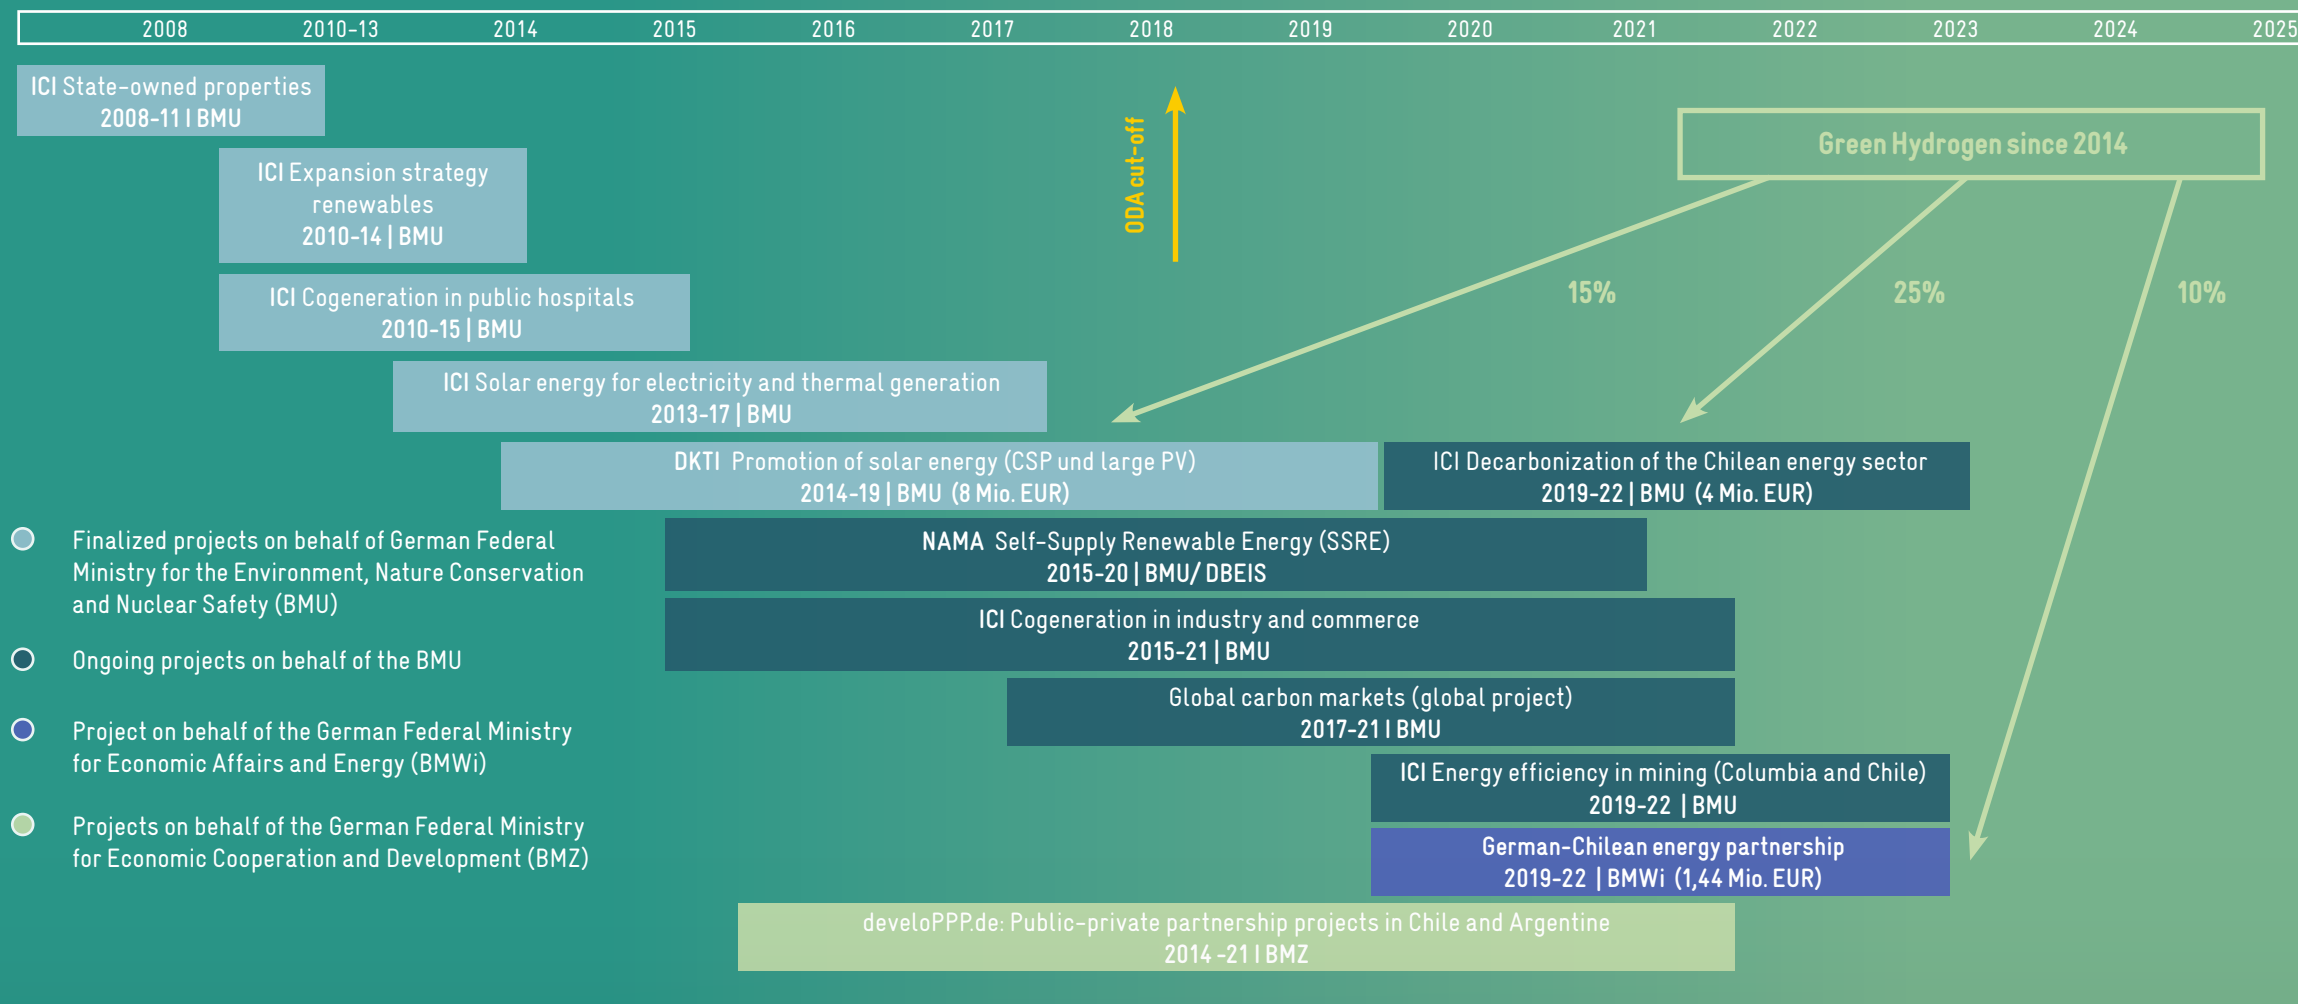 2008 2010-13 2014 2015 2016 2017 2018 2019 2020 2021 2022 2023 2024 2025
ICI State-owned properties
2008-11 I BMU
ODA cut-off
Green Hydrogen since 2014
ICI Expansion strategy
renewables
2010-14 | BMU
15% 25% 10%
ICI Cogeneration in public hospitals
2010-15 | BMU
ICI Solar energy for electricity and thermal generation
2013-17 | BMU
DKTI Promotion of solar energy (CSP und large PV)
2014-19 | BMU (8 Mio. EUR)
ICI Decarbonization of the Chilean energy sector
2019-22 | BMU (4 Mio. EUR)
NAMA Self-Supply Renewable Energy (SSRE)
2015-20 | BMU/ DBEIS
ICI Cogeneration in industry and commerce
2015-21 | BMU
Global carbon markets (global project)
2017-21 I BMU
ICI Energy efficiency in mining (Columbia and Chile)
2019-22 | BMU
German-Chilean energy partnership
2019-22 | BMWi (1,44 Mio. EUR)
develoPPP.de: Public-private partnership projects in Chile and Argentine
2014 -21 I BMZ
Finalized projects on behalf of German Federal
Ministry for the Environment, Nature Conservation
and Nuclear Safety (BMU)
Ongoing projects on behalf of the BMU
Project on behalf of the German Federal Ministry
for Economic Affairs and Energy (BMWi)
Projects on behalf of the German Federal Ministry
for Economic Cooperation and Development (BMZ)